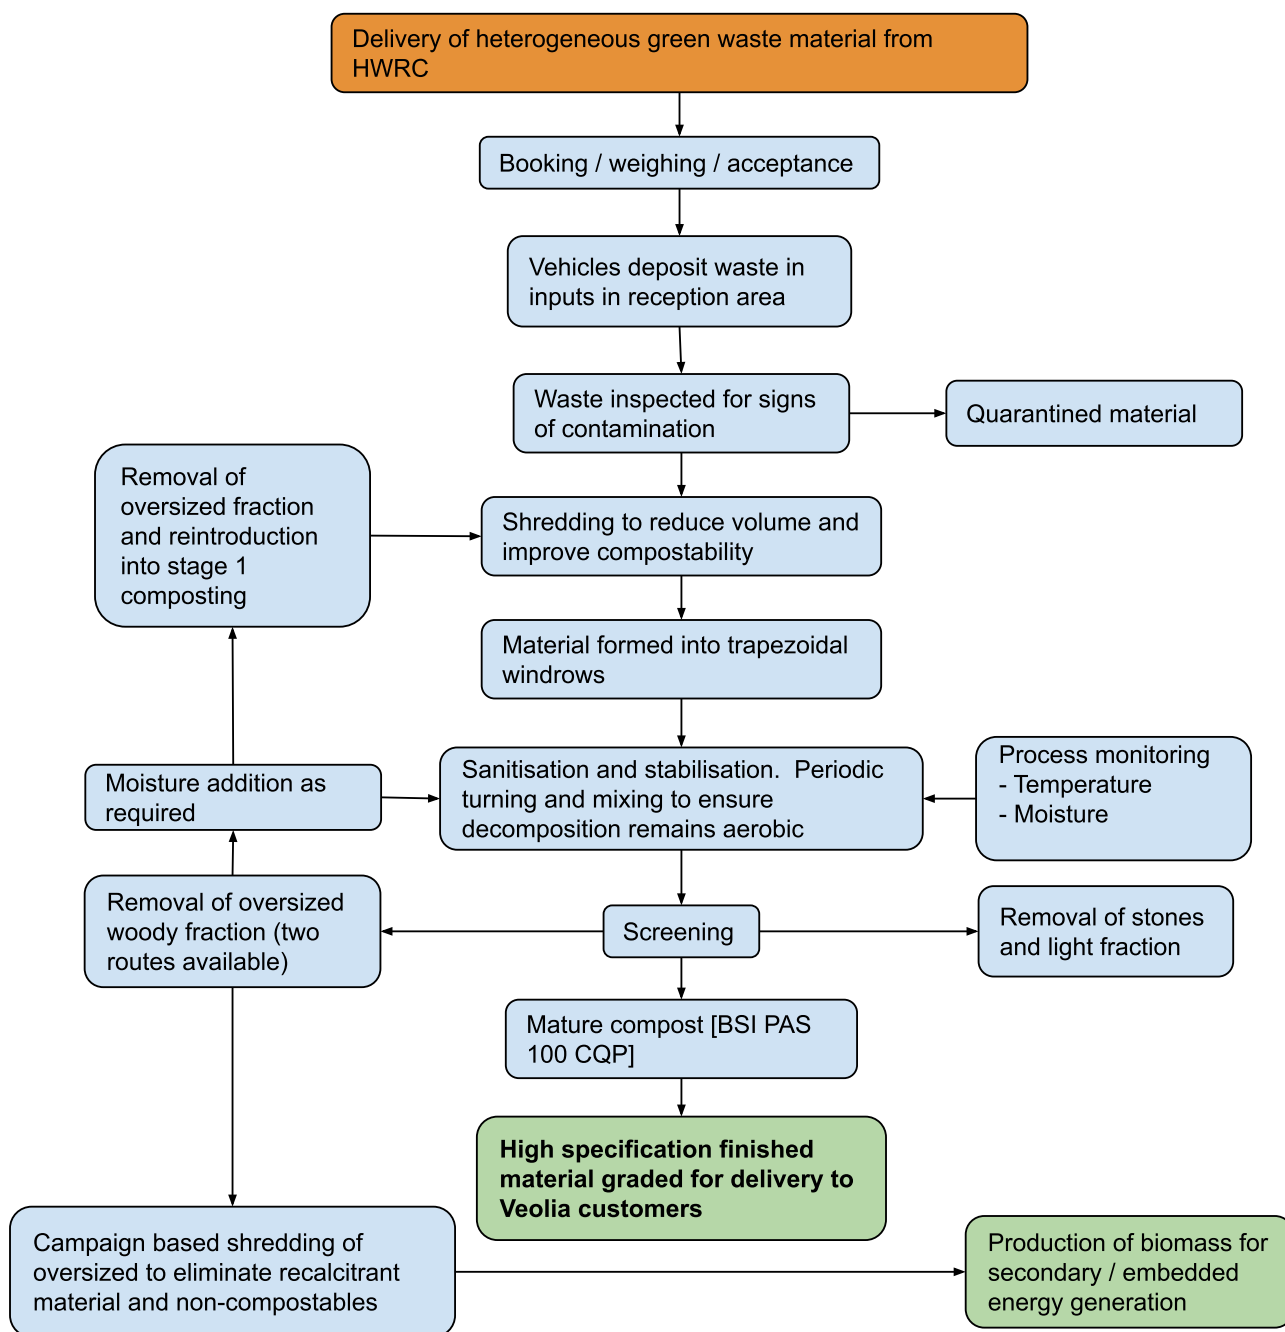 Delivery of heterogeneous green waste material from
HWRC
Booking / weighing / acceptance
Vehicles deposit waste in
inputs in reception area
Waste inspected for signs
of contamination
Quarantined material
Removal of
oversized fraction
and reintroduction
into stage 1
composting
Shredding to reduce volume and
improve compostability
Material formed into trapezoidal
windrows
Moisture addition as
required
Sanitisation and stabilisation.  Periodic
turning and mixing to ensure
decomposition remains aerobic
Process monitoring
- Temperature
- Moisture
Removal of oversized
woody fraction (two
routes available)
Screening
Removal of stones
and light fraction
Mature compost [BSI PAS
100 CQP]
High specification finished
material graded for delivery to
Veolia customers
Campaign based shredding of
oversized to eliminate recalcitrant
material and non-compostables
Production of biomass for
secondary / embedded
energy generation